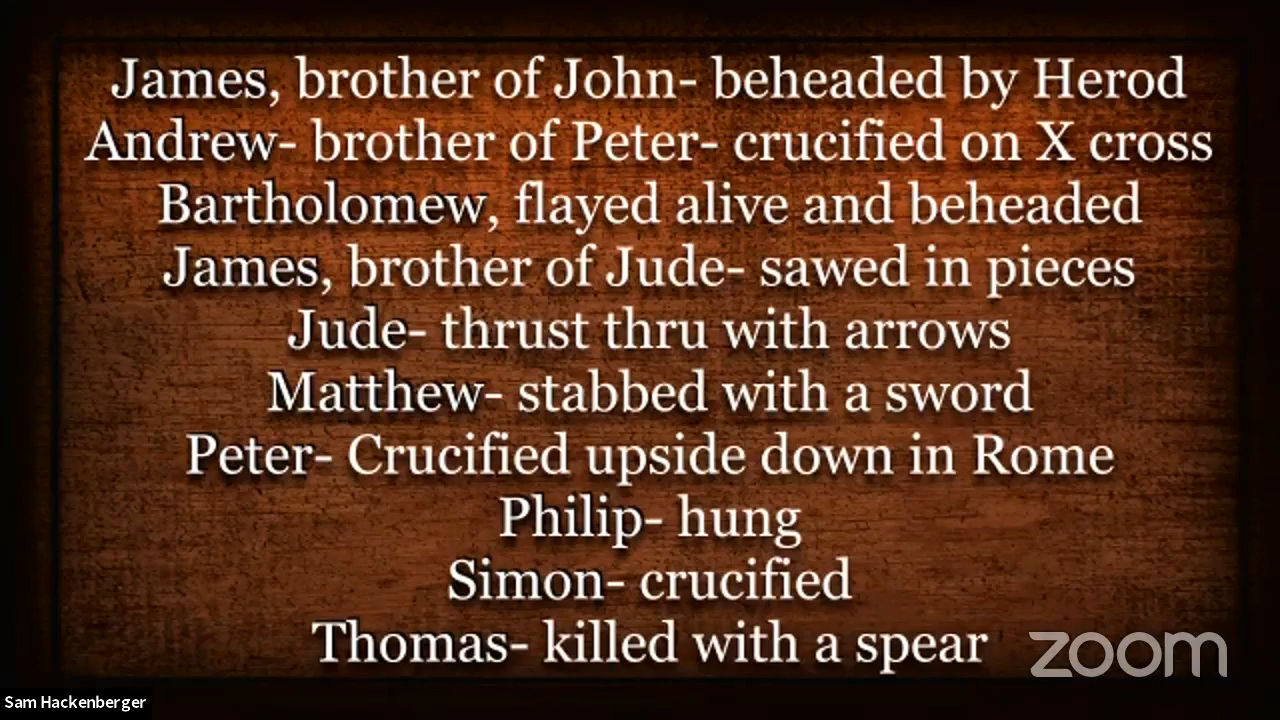 James, brother of John- beheaded by Herod
Andrew- brother of Peter- crucified on X cross
Bartholomew, flayed alive and beheaded
James, brother of Jude- sawed in pieces
Jude- thrust thru with arrows
Matthew- stabbed with a sword
Peter- Crucified upside down in Rome
Philip- hung
Simon- crucified
Thomas- killed with a spear
zoom
Sam Hackenberger